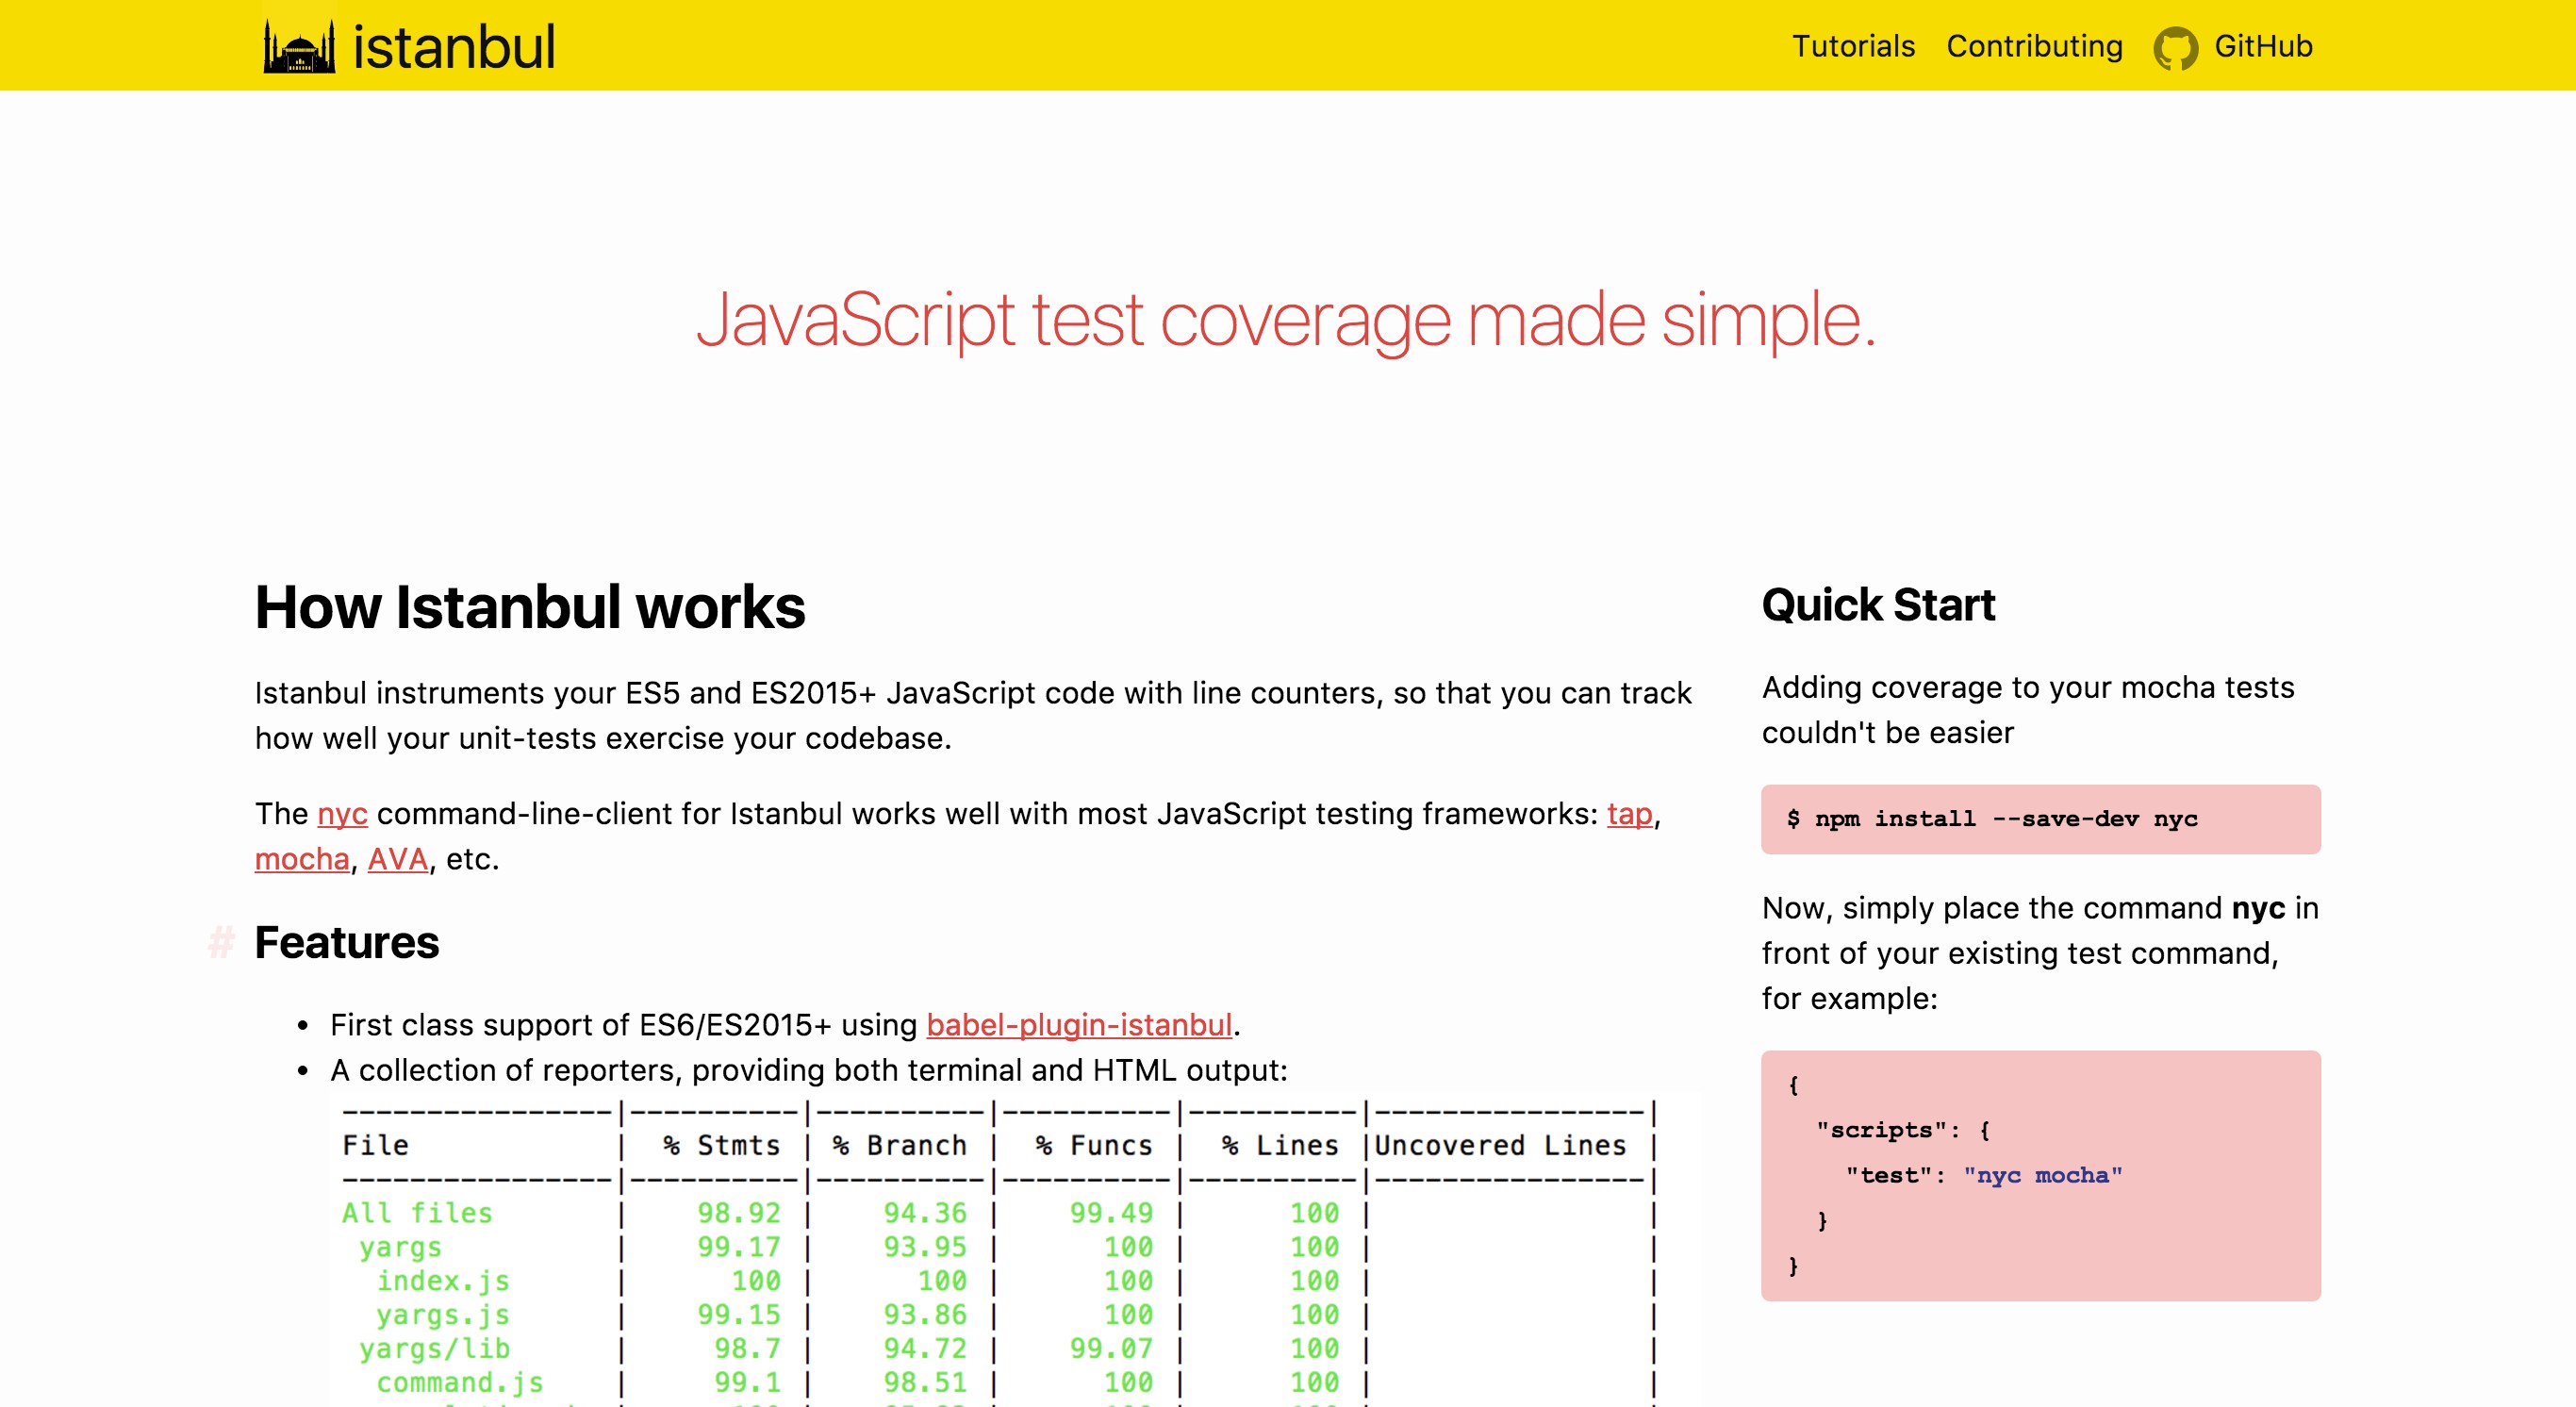 istanbul
Tutorials Contributing GitHub
JavaScript test coverage made simple.
How Istanbul works
Istanbul instruments your ES5 and ES2015+ JavaScript code with line counters, so that you can track
how well your unit-tests exercise your codebase.
The nyc command-line-client for Istanbul works well with most JavaScript testing frameworks: tap,
mocha, AVA, etc.
# Features
• First class support of ES6/ES2015+ using babel-plugin-istanbul.
• A collection of reporters, providing both terminal and HTML output:
----------------|----------|----------|----------|----------|----------------|
File            |  % Stmts | % Branch |  % Funcs |  % Lines |Uncovered Lines |
----------------|----------|----------|----------|----------|----------------|
All files       |    98.92 |    94.36 |    99.49 |      100 |                |
 yargs          |    99.17 |    93.95 |      100 |      100 |                |
  index.js      |      100 |      100 |      100 |      100 |                |
  yargs.js      |    99.15 |    93.86 |      100 |      100 |                |
 yargs/lib      |     98.7 |    94.72 |    99.07 |      100 |                |
  command.js    |     99.1 |    98.51 |      100 |      100 |                |
Quick Start
Adding coverage to your mocha tests
couldn't be easier
$ npm install --save-dev nyc
Now, simply place the command nyc in
front of your existing test command,
for example:
{
  "scripts": {
    "test": "nyc mocha"
  }
}